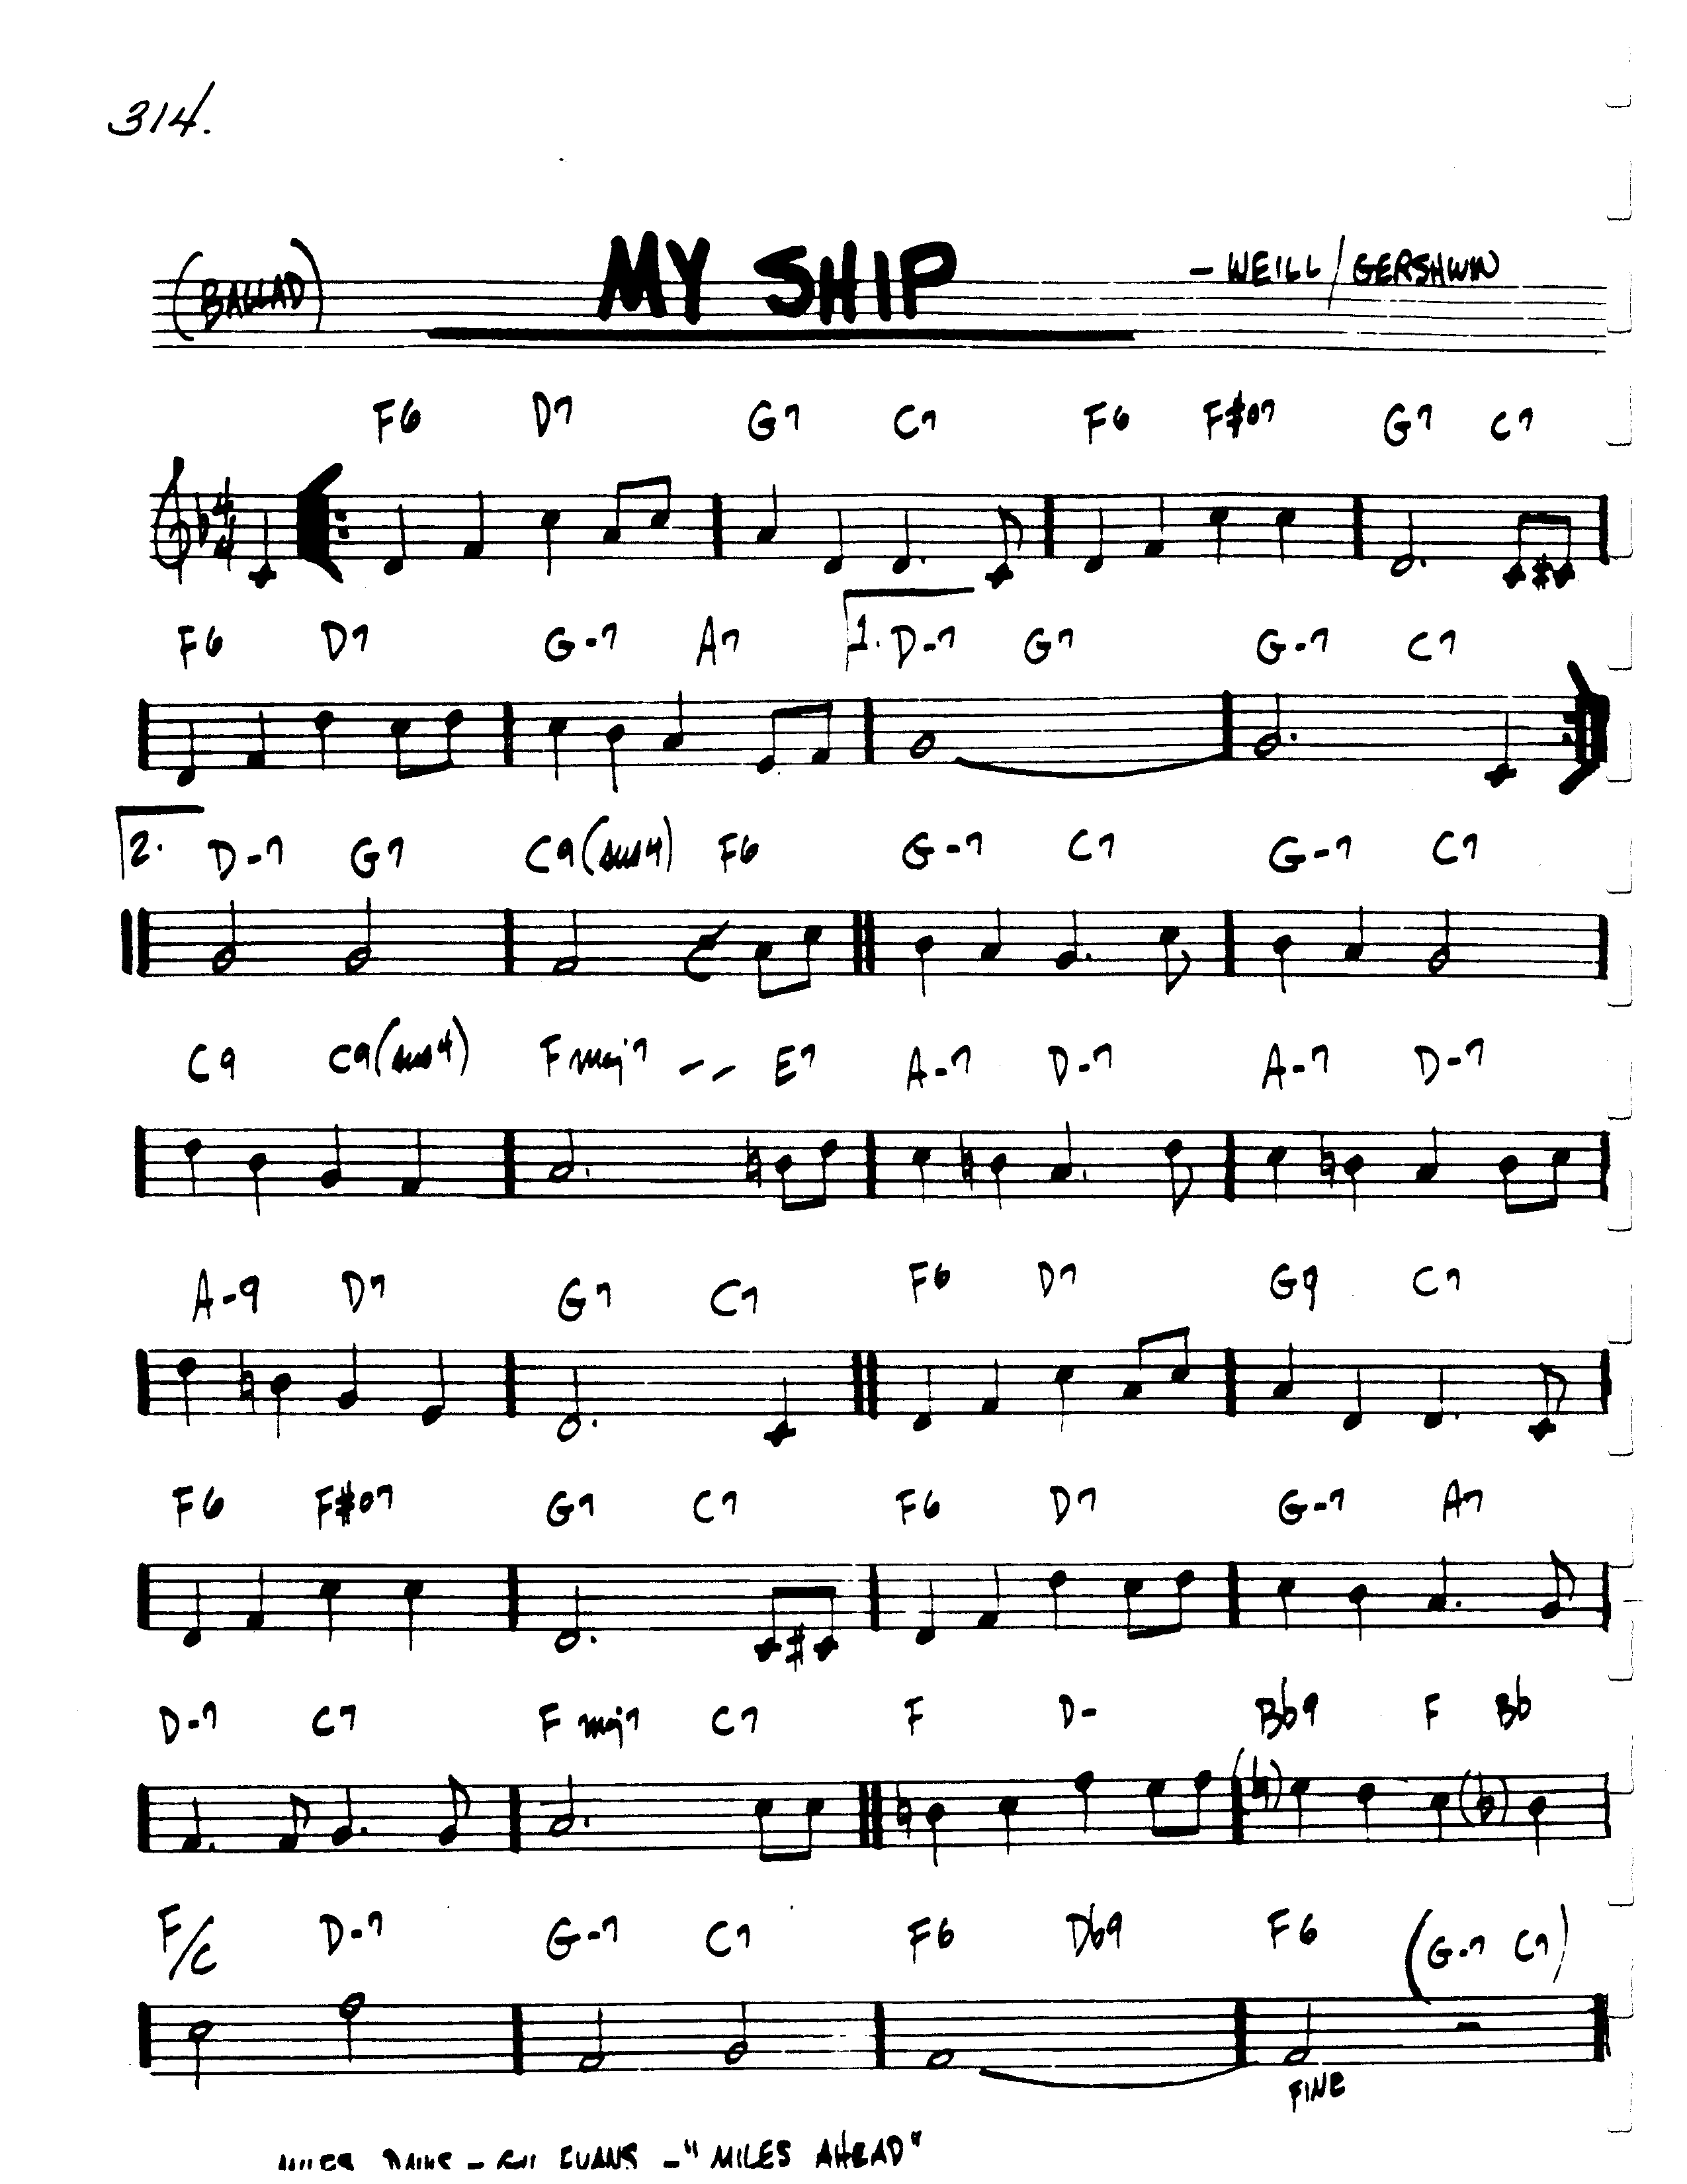 314.
(BALLAD) MY SHIP - WEILL/GERSHWIN
F6 D7 G7 C7 F6 F#o7 G7 C7
F6 D7 G-7 A7 1. D-7 G7 G-7 C7
2. D-7 G7 C9(sus4) F6 G-7 C7 G-7 C7
C9 C9(sus4) Fmaj7 -- E7 A-7 D-7 A-7 D-7
A-9 D7 G7 C7 F6 D7 G9 C7
F6 F#o7 G7 C7 F6 D7 G-7 A7
D-7 C7 Fmaj7 C7 F D- Bb9 F Bb
F/C D-7 G-7 C7 F6 Db9 F6 (G-7 C7)
FINE
MILES DAVIS - GIL EVANS - "MILES AHEAD"